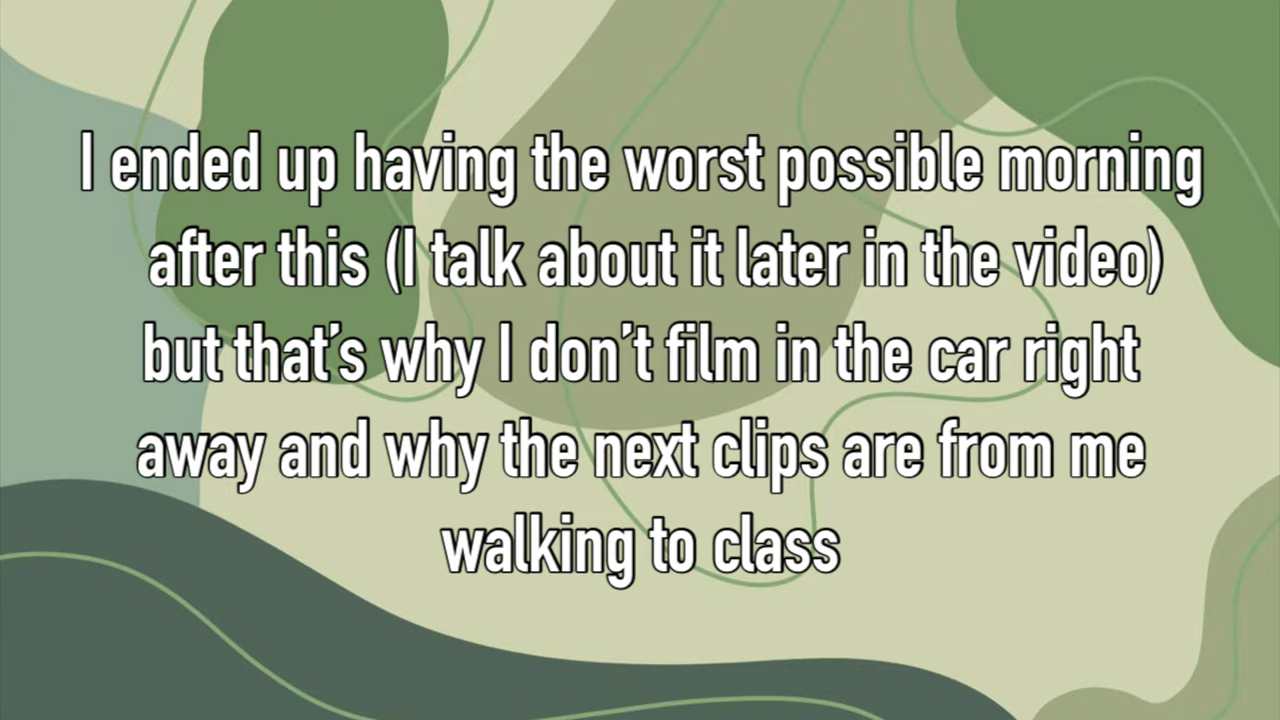 I ended up having the worst possible morning
after this (I talk about it later in the video)
but that's why I don't film in the car right
away and why the next clips are from me
walking to class